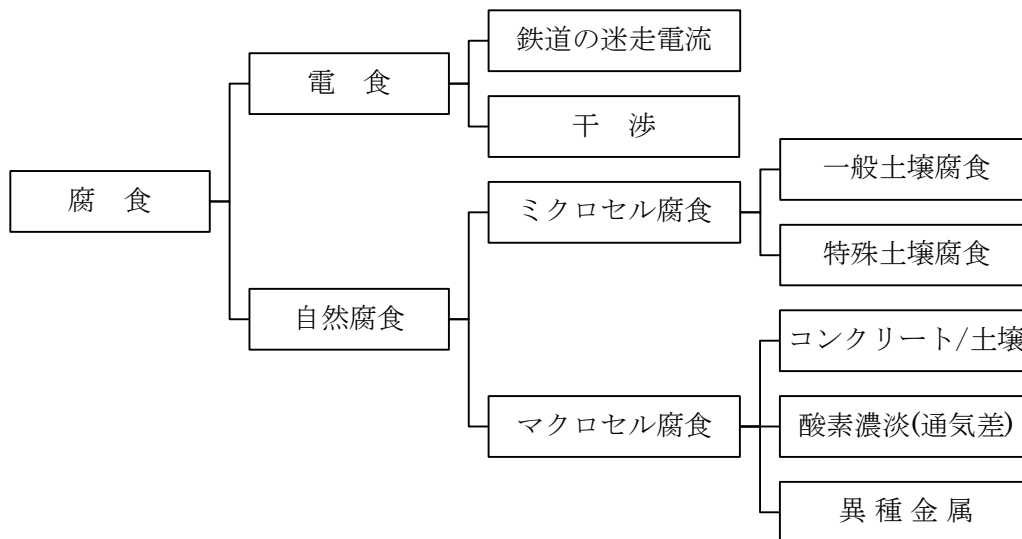 鉄道の迷走電流
電　食
干　渉
一般土壌腐食
腐　食
ミクロセル腐食
特殊土壌腐食
自然腐食
コンクリート/土壌
マクロセル腐食
酸素濃淡(通気差)
異 種 金 属